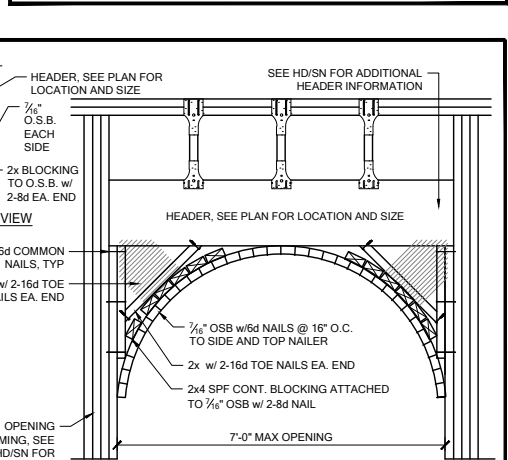 HEADER, SEE PLAN FOR
LOCATION AND SIZE
SEE HD/SN FOR ADDITIONAL
HEADER INFORMATION
7/16"
O.S.B.
EACH
SIDE
2x BLOCKING
TO O.S.B. w/
2-8d EA. END
VIEW
HEADER, SEE PLAN FOR LOCATION AND SIZE
6d COMMON
NAILS, TYP
w/ 2-16d TOE
NAILS EA. END
7/16" OSB w/6d NAILS @ 16" O.C.
TO SIDE AND TOP NAILER
2x w/ 2-16d TOE NAILS EA. END
2x4 SPF CONT. BLOCKING ATTACHED
TO 7/16" OSB w/ 2-8d NAIL
OPENING
MING, SEE
HD/SN FOR
7'-0" MAX OPENING